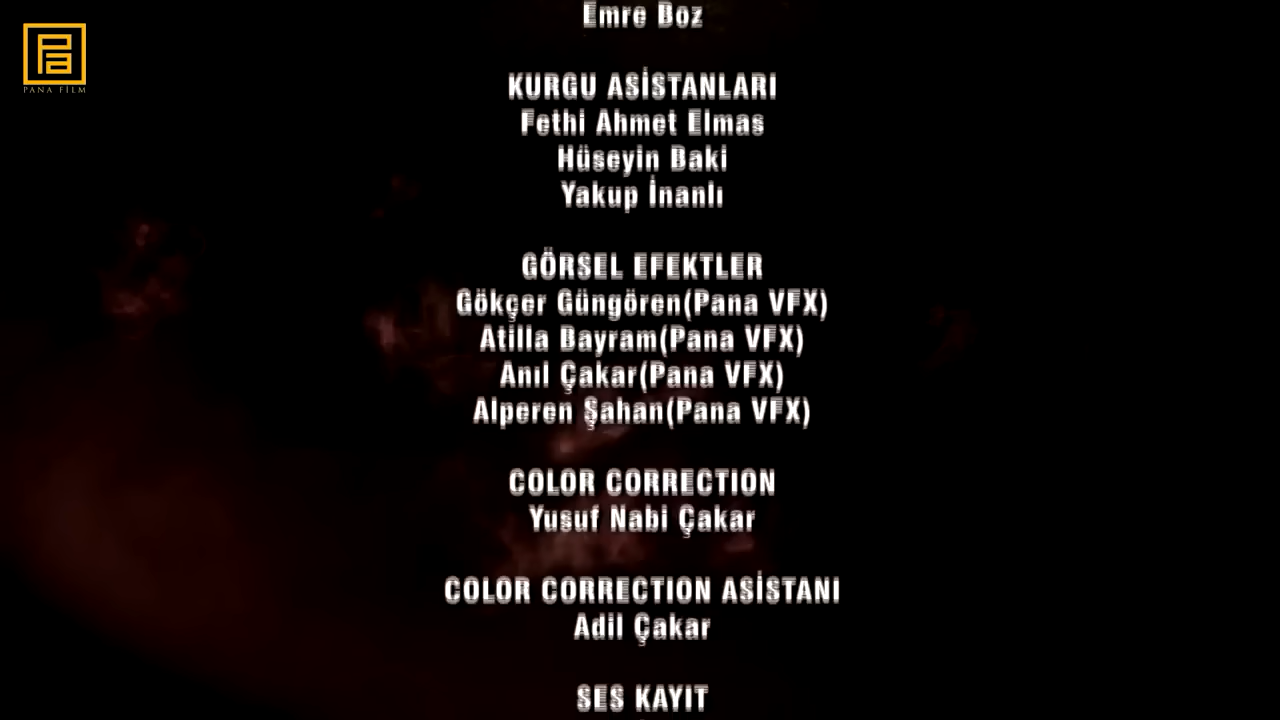 Emre Boz
PANA FİLM
KURGU ASİSTANLARI
Fethi Ahmet Elmas
Hüseyin Baki
Yakup İnanlı
GÖRSEL EFEKTLER
Gökçer Güngören(Pana VFX)
Atilla Bayram(Pana VFX)
Anıl Çakar(Pana VFX)
Alperen Şahan(Pana VFX)
COLOR CORRECTION
Yusuf Nabi Çakar
COLOR CORRECTION ASİSTANI
Adil Çakar
SES KAYIT